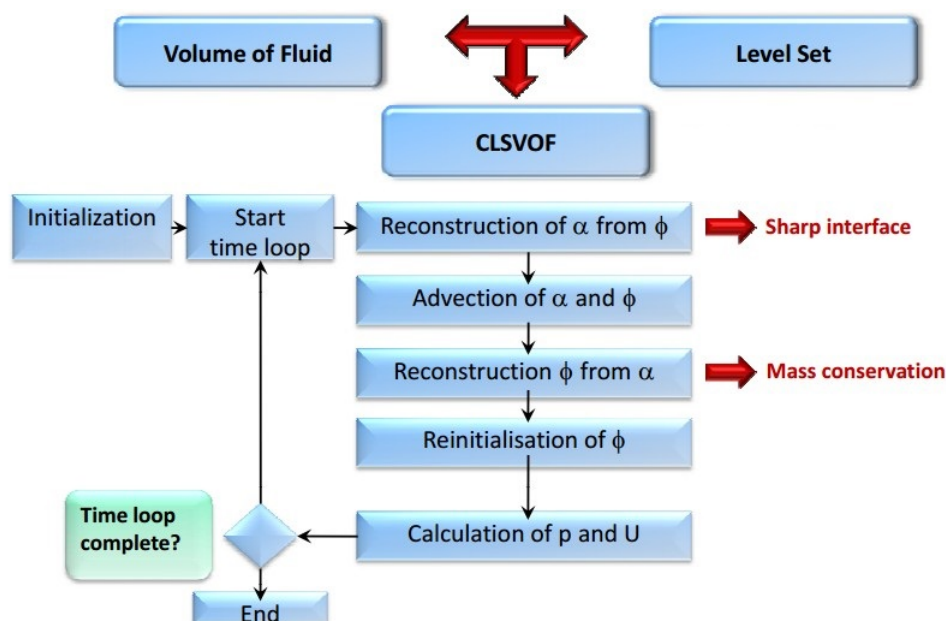 Volume of Fluid
Level Set
CLSVOF
Initialization
Start
time loop
Reconstruction of α from ϕ
Sharp interface
Advection of α and ϕ
Reconstruction ϕ from α
Mass conservation
Reinitialisation of ϕ
Time loop
complete?
Calculation of p and U
End